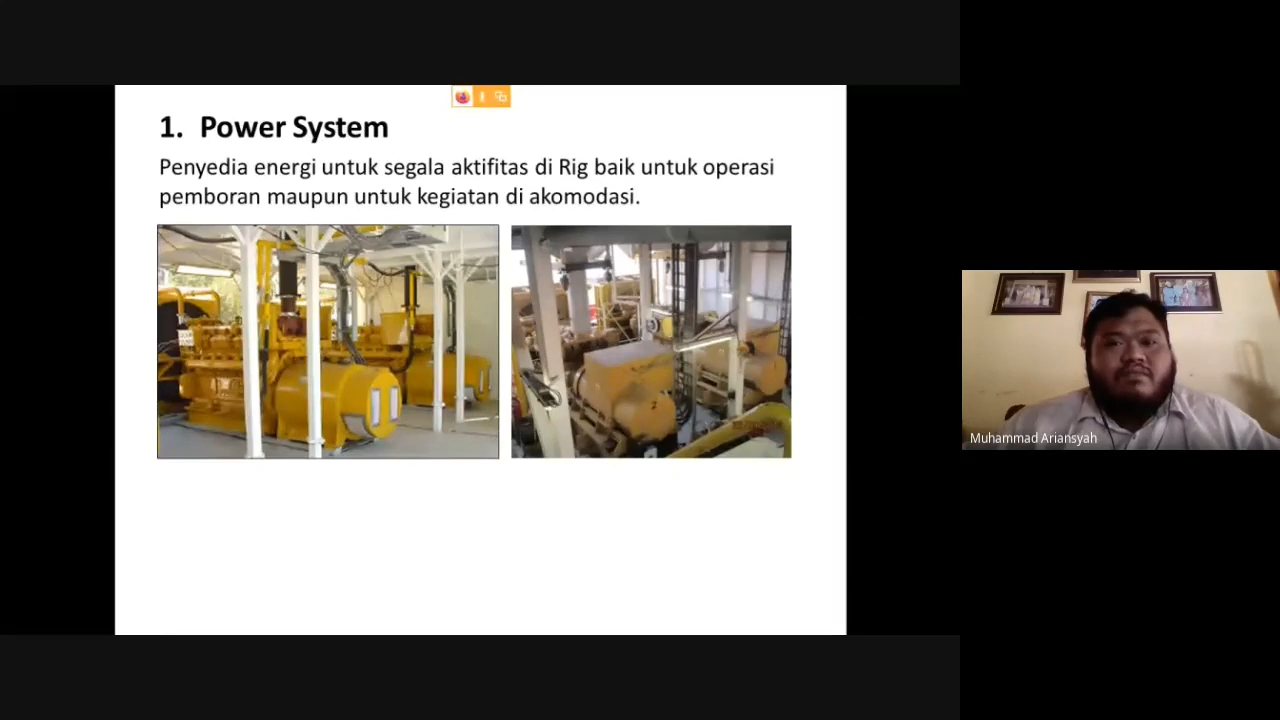 1. Power System
Penyedia energi untuk segala aktifitas di Rig baik untuk operasi
pemboran maupun untuk kegiatan di akomodasi.
Muhammad Ariansyah